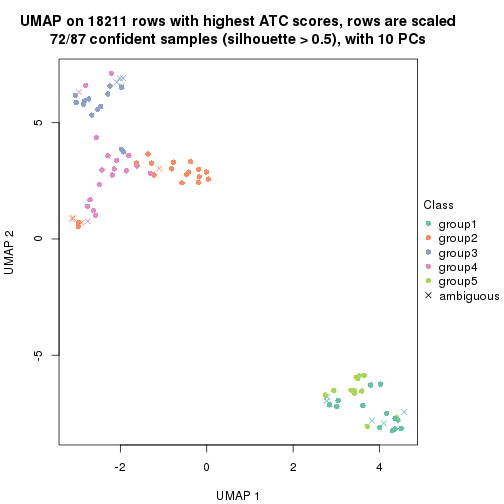 UMAP on 18211 rows with highest ATC scores, rows are scaled
72/87 confident samples (silhouette > 0.5), with 10 PCs
5
0
-5
UMAP 2
-2
0
2
4
UMAP 1
Class
group1
group2
group3
group4
group5
ambiguous